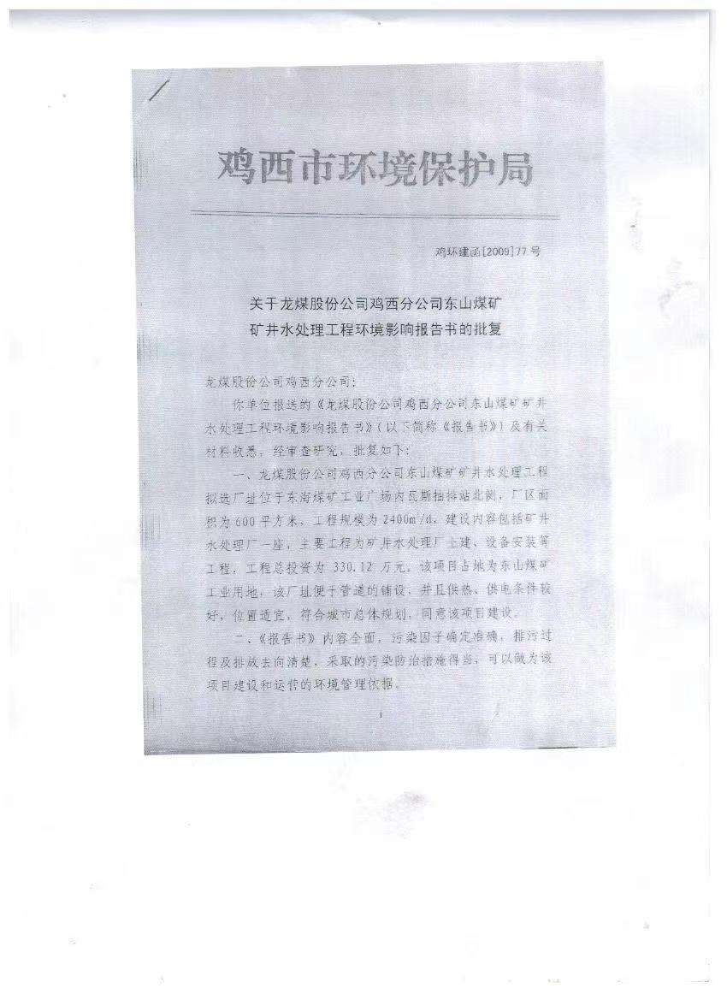 鸡西市环境保护局
鸡环建函[2009]77号
关于龙煤股份公司鸡西分公司东山煤矿
矿井水处理工程环境影响报告书的批复
龙煤股份公司鸡西分公司：
你单位报送的《龙煤股份公司鸡西分公司东山煤矿矿井
水处理工程环境影响报告书》（以下简称《报告书》）及有关
材料收悉，经审查研究，批复如下：
一、龙煤股份公司鸡西分公司东山煤矿矿井水处理工程
拟选厂址位于东海煤矿工业广场内瓦斯抽排站北侧，厂区面
积为600平方米，工程规模为2400m³/d，建设内容包括矿井
水处理厂一座，主要工程为矿井水处理厂土建、设备安装等
工程，工程总投资为330.12万元。该项目占地为东山煤矿
工业用地，该厂址便于管道的铺设，并且供热、供电条件较
好，位置适宜，符合城市总体规划，同意该项目建设。
二、《报告书》内容全面，污染因子确定准确，排污过
程及排放去向清楚，采取的污染防治措施得当，可以做为该
项目建设和运营的环境管理依据。
1